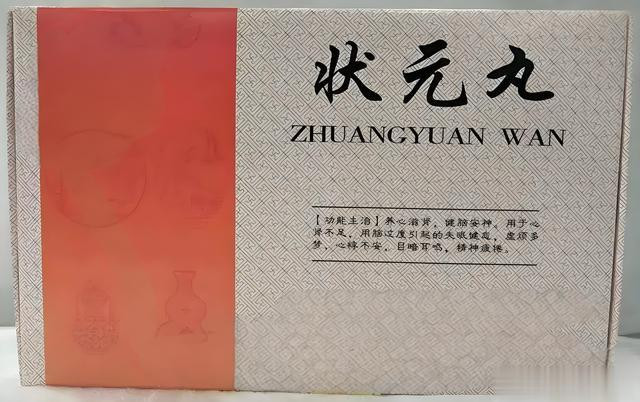 状元丸
ZHUANGYUAN WAN
【功能主治】养心滋肾，健脑安神。用于心
肾不足，用脑过度引起的失眠健忘，虚烦多
梦，心悸不安，目暗耳鸣，精神疲倦。